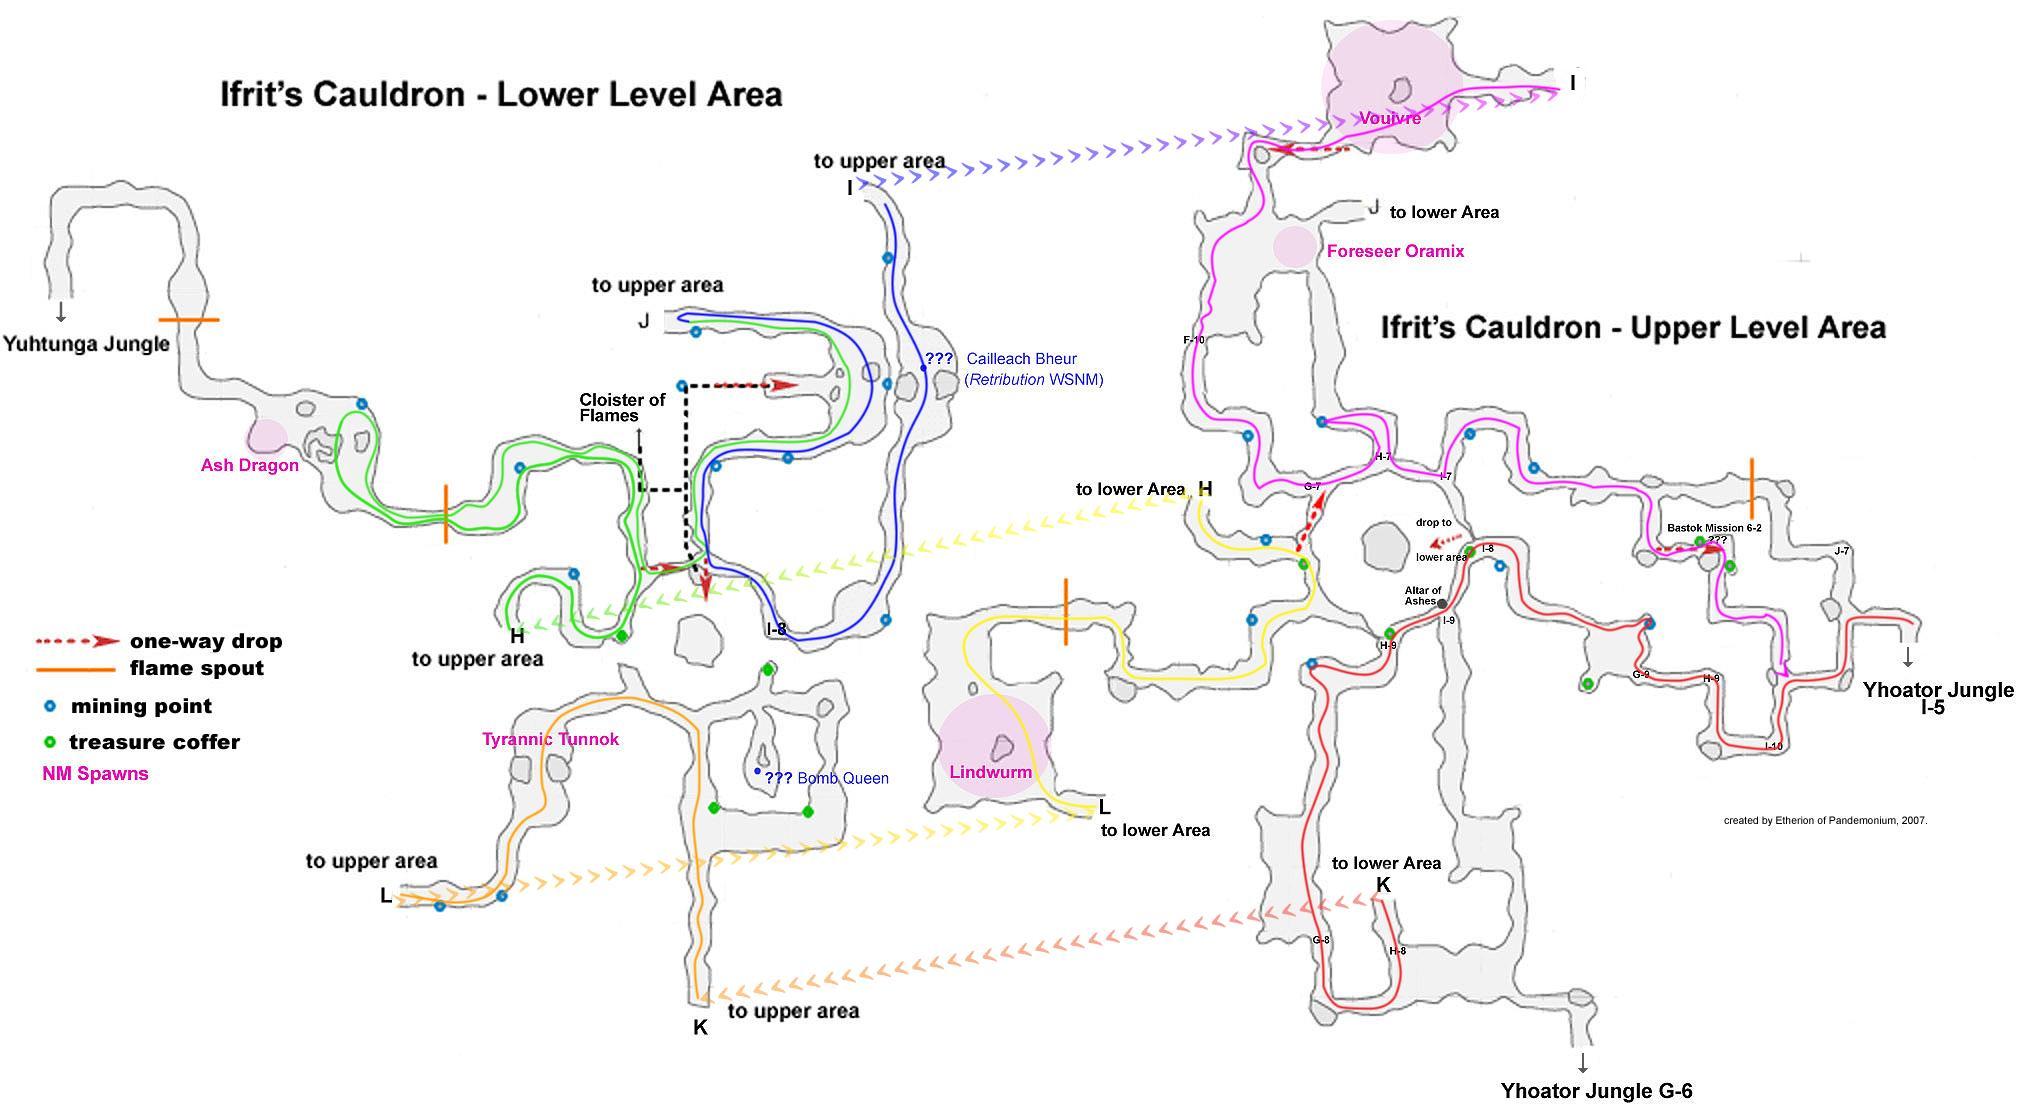 Ifrit's Cauldron - Lower Level Area
to upper area
I
Yuhtunga Jungle
to upper area
J
Cloister of
Flames
??? Cailleach Bheur
(Retribution WSNM)
Ash Dragon
H
to upper area
I-8
one-way drop
flame spout
mining point
treasure coffer
NM Spawns
Tyrannic Tunnok
??? Bomb Queen
to upper area
L
K
to upper area
I
Vouivre
J to lower Area
Foreseer Oramix
Ifrit's Cauldron - Upper Level Area
F-10
H-7
I-7
G-7
to lower Area H
drop to
lower area
I-8
Bastok Mission 6-2
???
J-7
Altar of
Ashes
I-9
H-9
G-9
H-9
I-10
Yhoator Jungle
I-5
Lindwurm
L
to lower Area
created by Etherion of Pandemonium, 2007.
to lower Area
K
G-8
H-8
Yhoator Jungle G-6